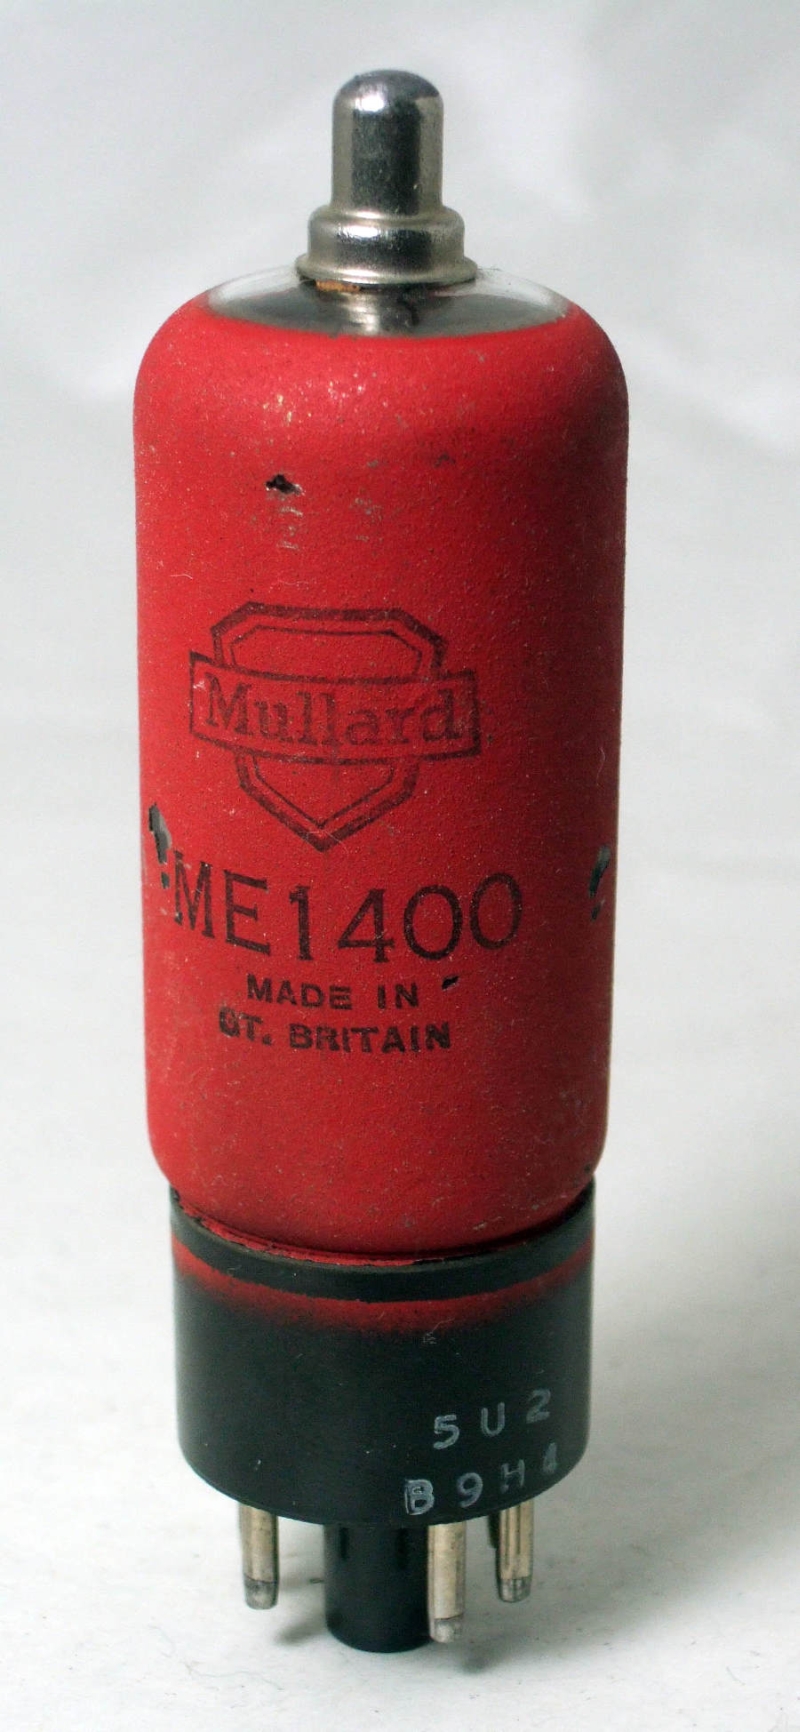 Mullard
ME1400
MADE IN
GT. BRITAIN
5U2
B9H4